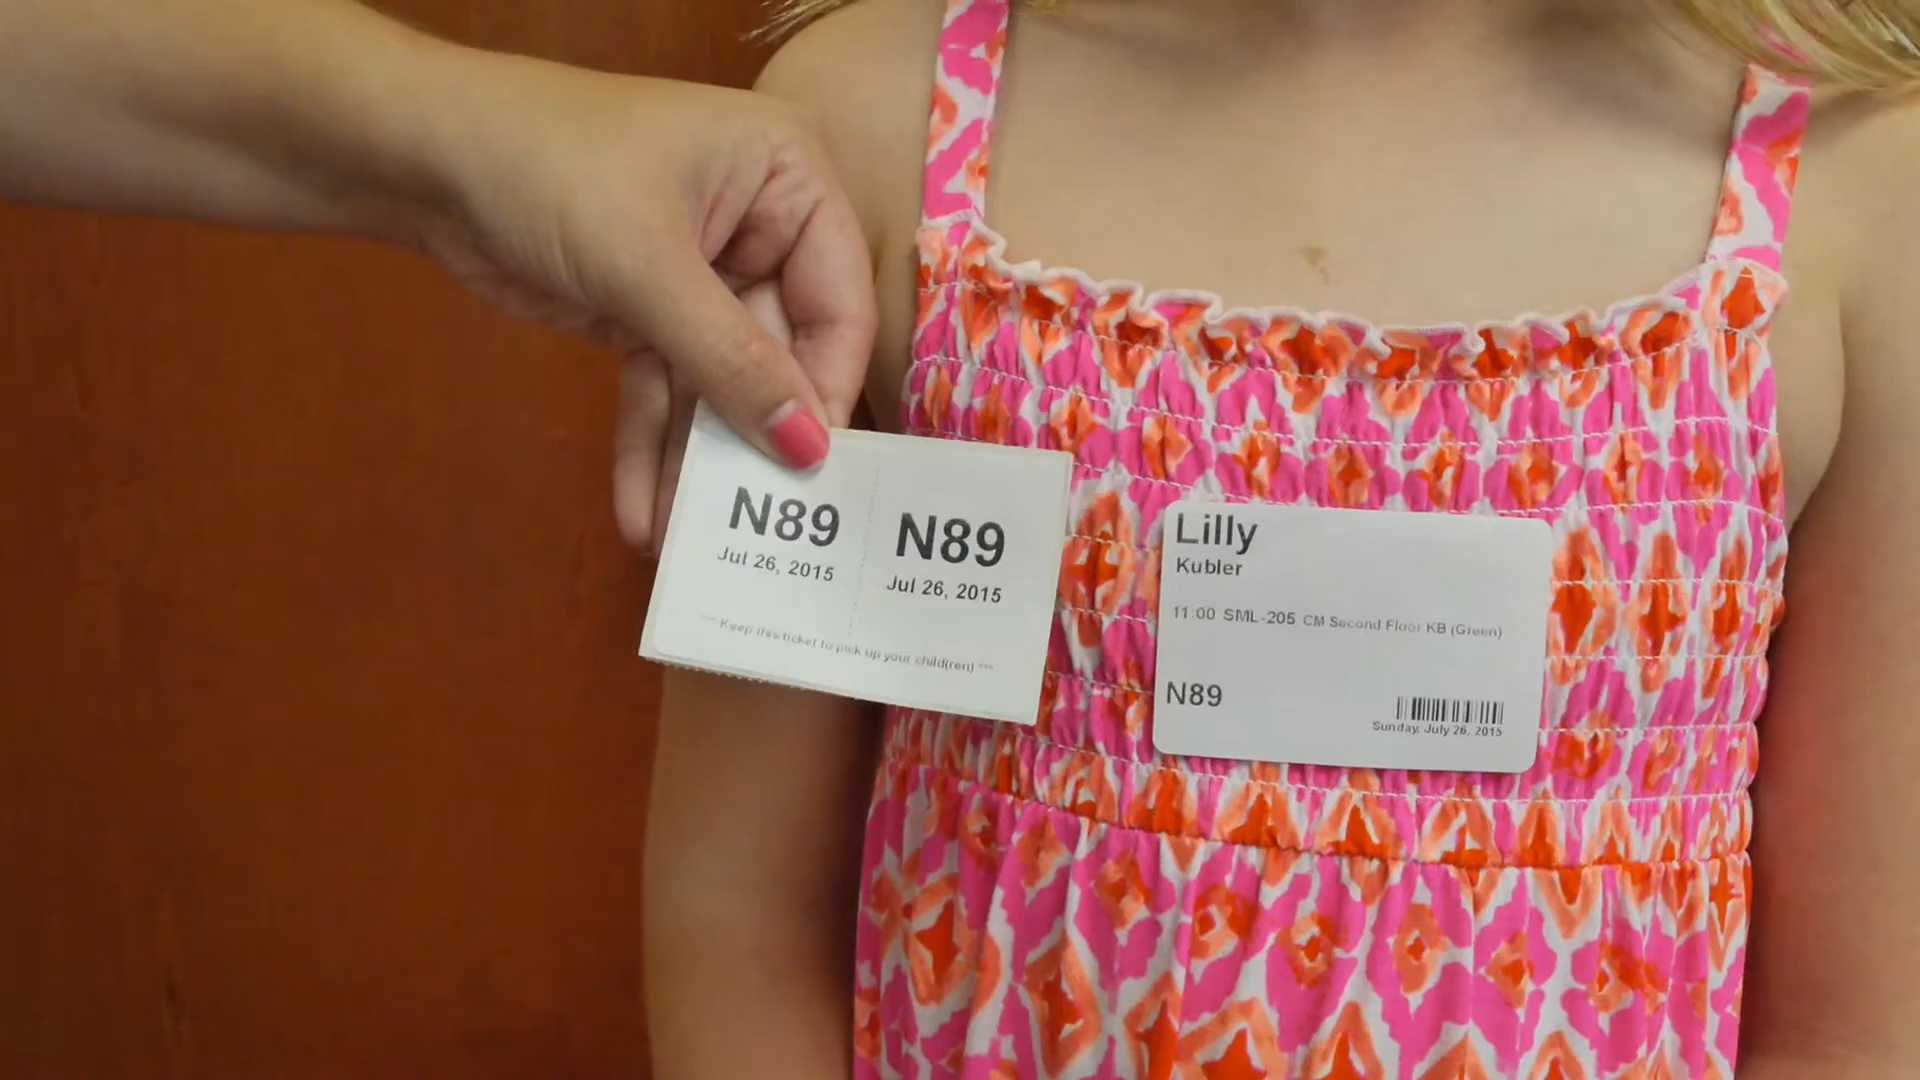 N89
Jul 26, 2015
N89
Jul 26, 2015
*** Keep this ticket to pick up your child(ren) ***
Lilly
Kubler
11:00 SML-205 CM Second Floor KB (Green)
N89
Sunday, July 26, 2015